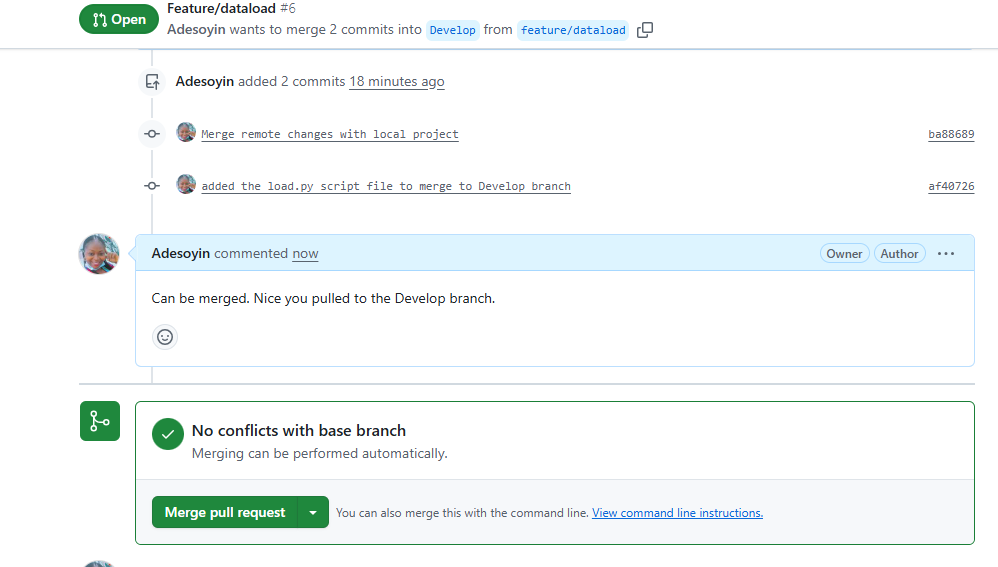 Open
Feature/dataload #6
Adesoyin wants to merge 2 commits into Develop from feature/dataload
Adesoyin added 2 commits 18 minutes ago
Merge remote changes with local project ba88689
added the load.py script file to merge to Develop branch af40726
Adesoyin commented now Owner Author
Can be merged. Nice you pulled to the Develop branch.
No conflicts with base branch
Merging can be performed automatically.
Merge pull request You can also merge this with the command line. View command line instructions.